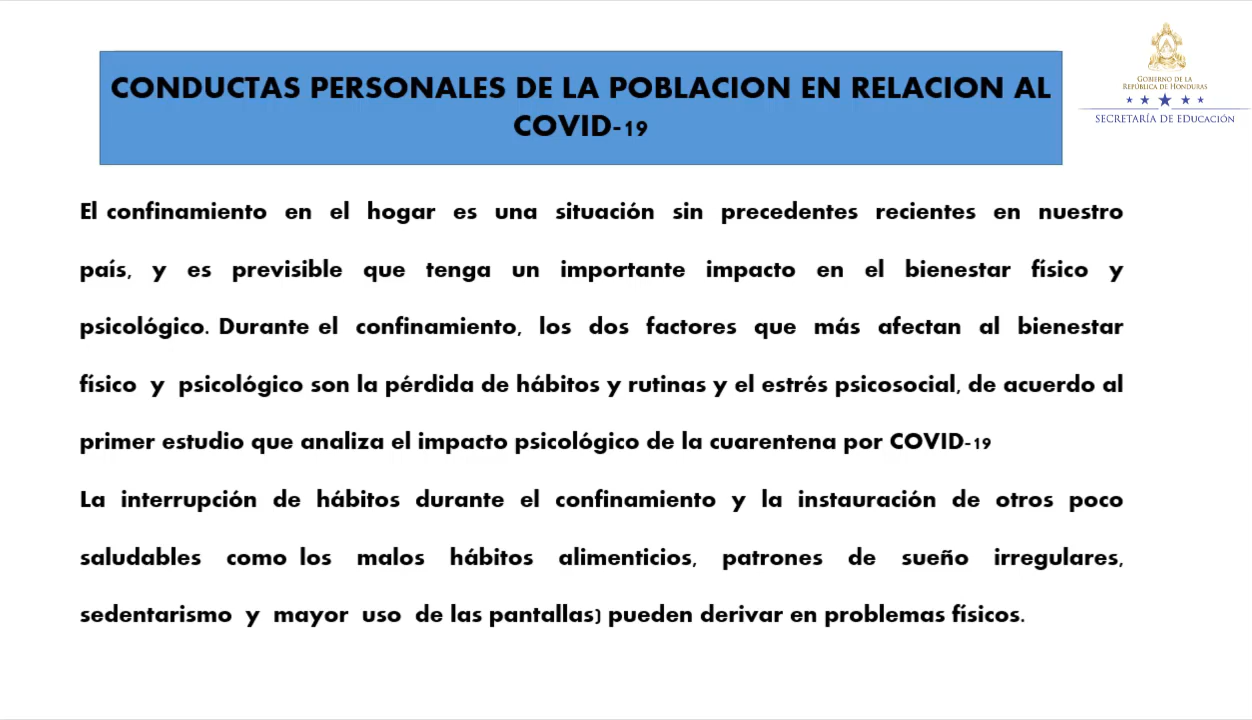 CONDUCTAS PERSONALES DE LA POBLACION EN RELACION AL
COVID-19
GOBIERNO DE LA
REPÚBLICA DE HONDURAS
SECRETARÍA DE EDUCACIÓN
El confinamiento en el hogar es una situación sin precedentes recientes en nuestro
país, y es previsible que tenga un importante impacto en el bienestar físico y
psicológico. Durante el confinamiento, los dos factores que más afectan al bienestar
físico y psicológico son la pérdida de hábitos y rutinas y el estrés psicosocial, de acuerdo al
primer estudio que analiza el impacto psicológico de la cuarentena por COVID-19
La interrupción de hábitos durante el confinamiento y la instauración de otros poco
saludables como los malos hábitos alimenticios, patrones de sueño irregulares,
sedentarismo y mayor uso de las pantallas) pueden derivar en problemas físicos.